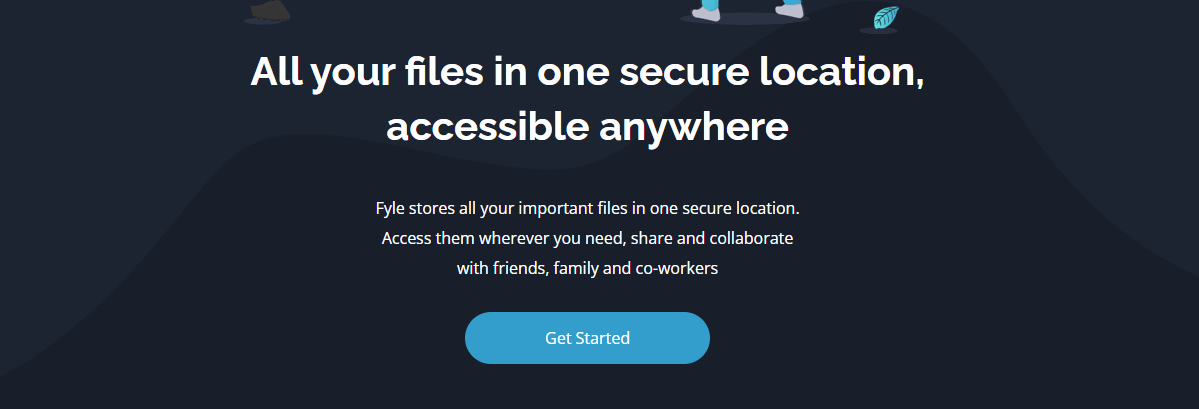 All your files in one secure location,
accessible anywhere
Fyle stores all your important files in one secure location.
Access them wherever you need, share and collaborate
with friends, family and co-workers
Get Started